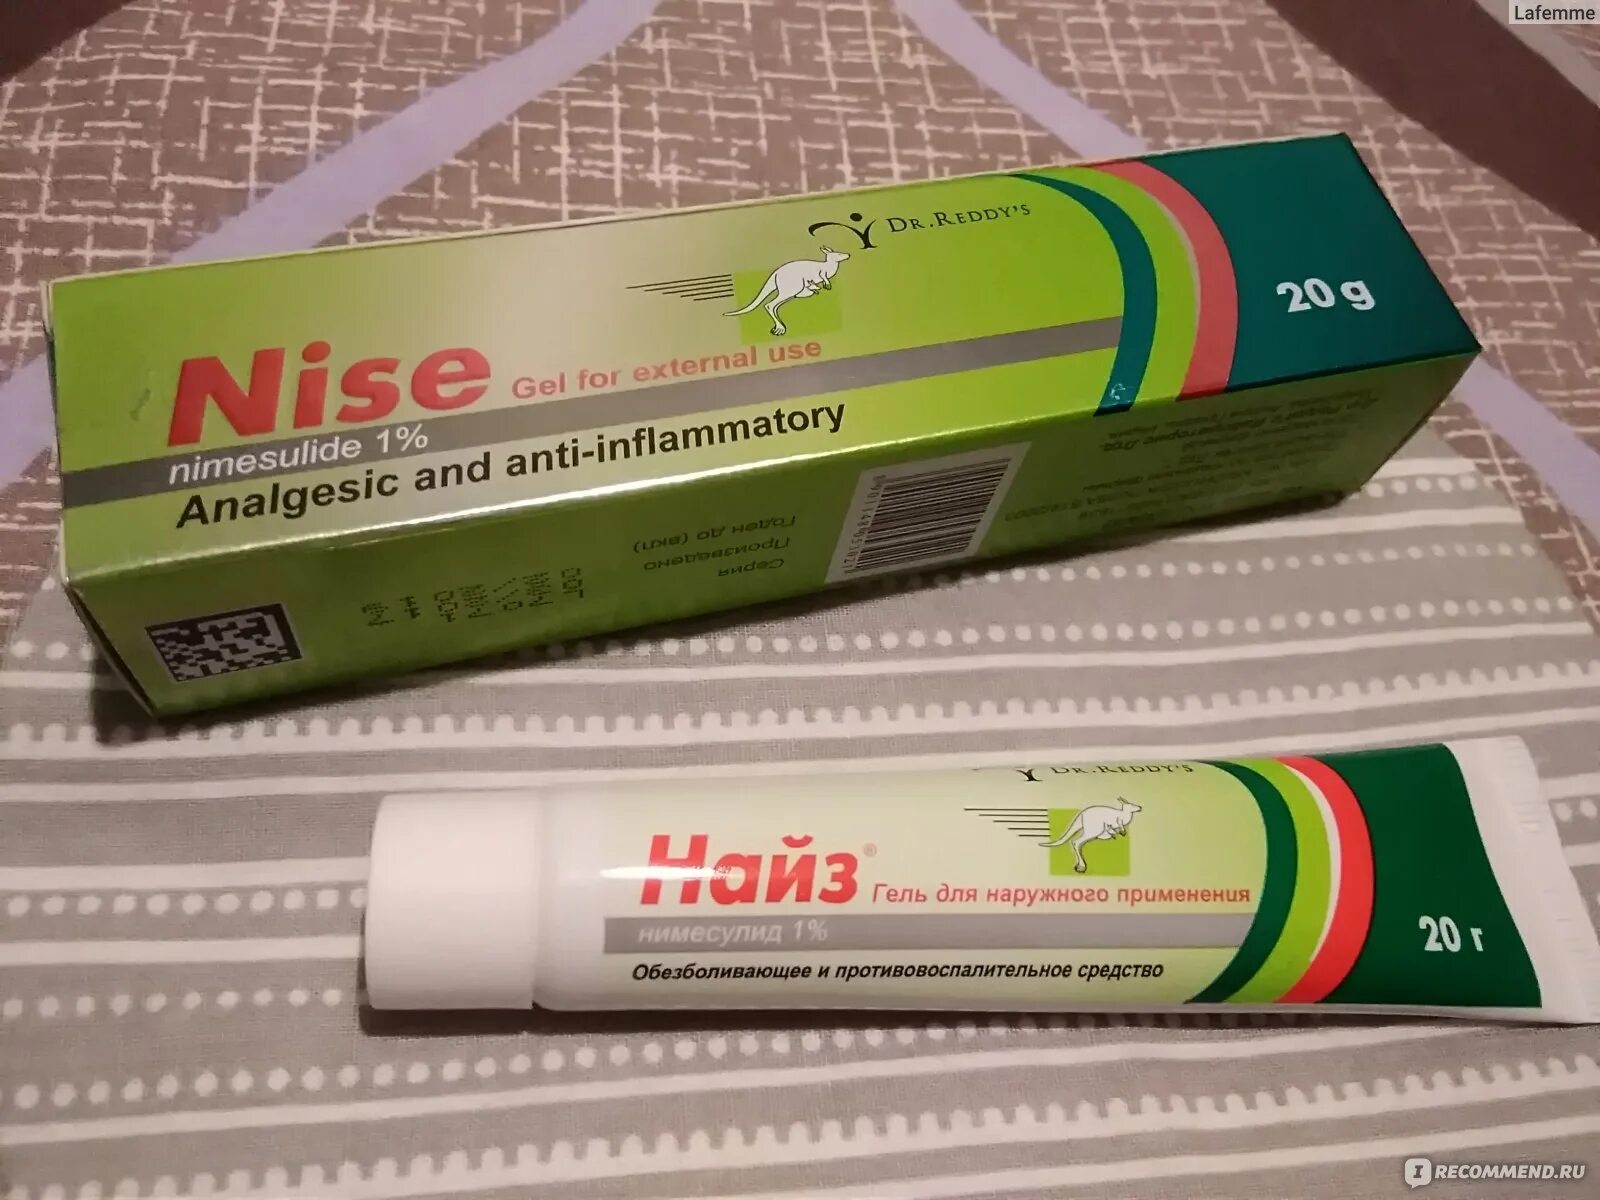 Lafemme
DR. REDDY'S
20 g
Nise Gel for external use
nimesulide 1%
Analgesic and anti-inflammatory
Годен до (вкл)
Произведено
Серия
DR. REDDY'S
Найз® Гель для наружного применения
нимесулид 1%
20 г
Обезболивающее и противовоспалительное средство
IRECOMMEND.RU